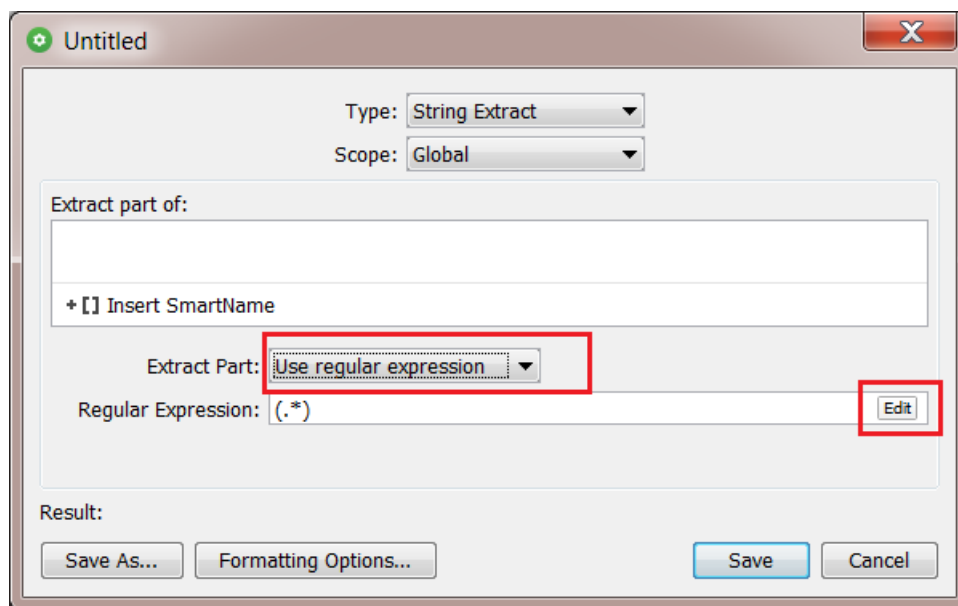 Untitled
Type: String Extract
Scope: Global
Extract part of:
+[] Insert SmartName
Extract Part: Use regular expression
Regular Expression: (.*) Edit
Result:
Save As... Formatting Options... Save Cancel